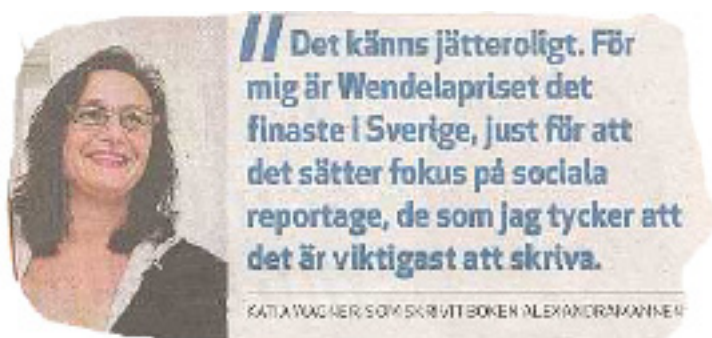 Det känns jätteroligt. För
mig är Wendelapriset det
finaste i Sverige, just för att
det sätter fokus på sociala
reportage, de som jag tycker att
det är viktigast att skriva.
KATIA WAGNER, SOM SKRIVIT BOKEN ALEXANDRAMANNEN